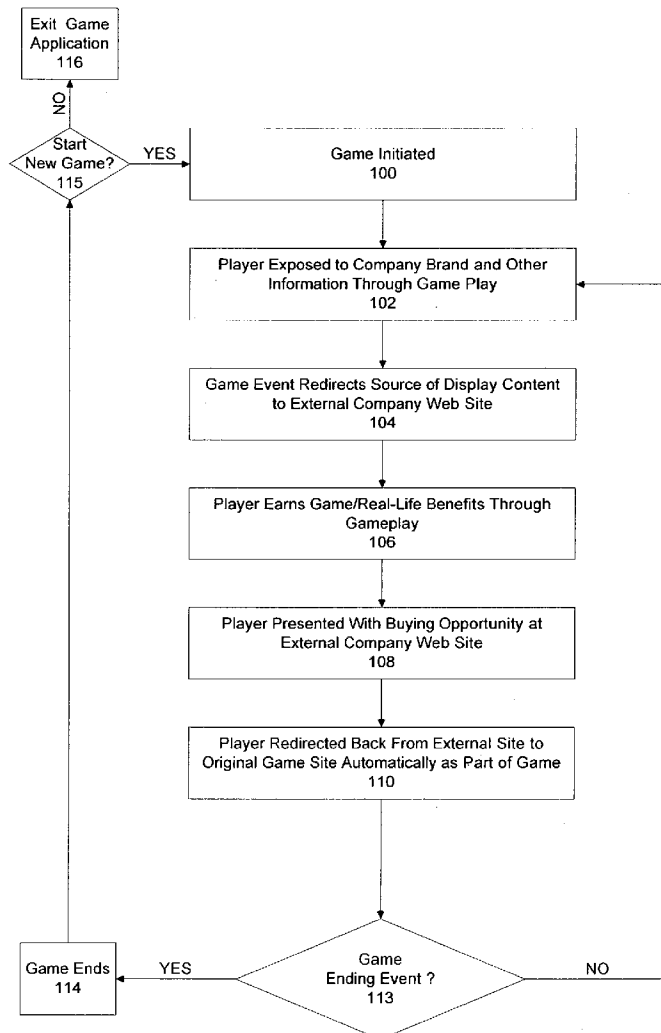 Exit Game
Application
116
NO
Start
New Game?
115
YES
Game Initiated
100
Player Exposed to Company Brand and Other
Information Through Game Play
102
Game Event Redirects Source of Display Content
to External Company Web Site
104
Player Earns Game/Real-Life Benefits Through
Gameplay
106
Player Presented With Buying Opportunity at
External Company Web Site
108
Player Redirected Back From External Site to
Original Game Site Automatically as Part of Game
110
Game Ends
114
YES
Game
Ending Event ?
113
NO